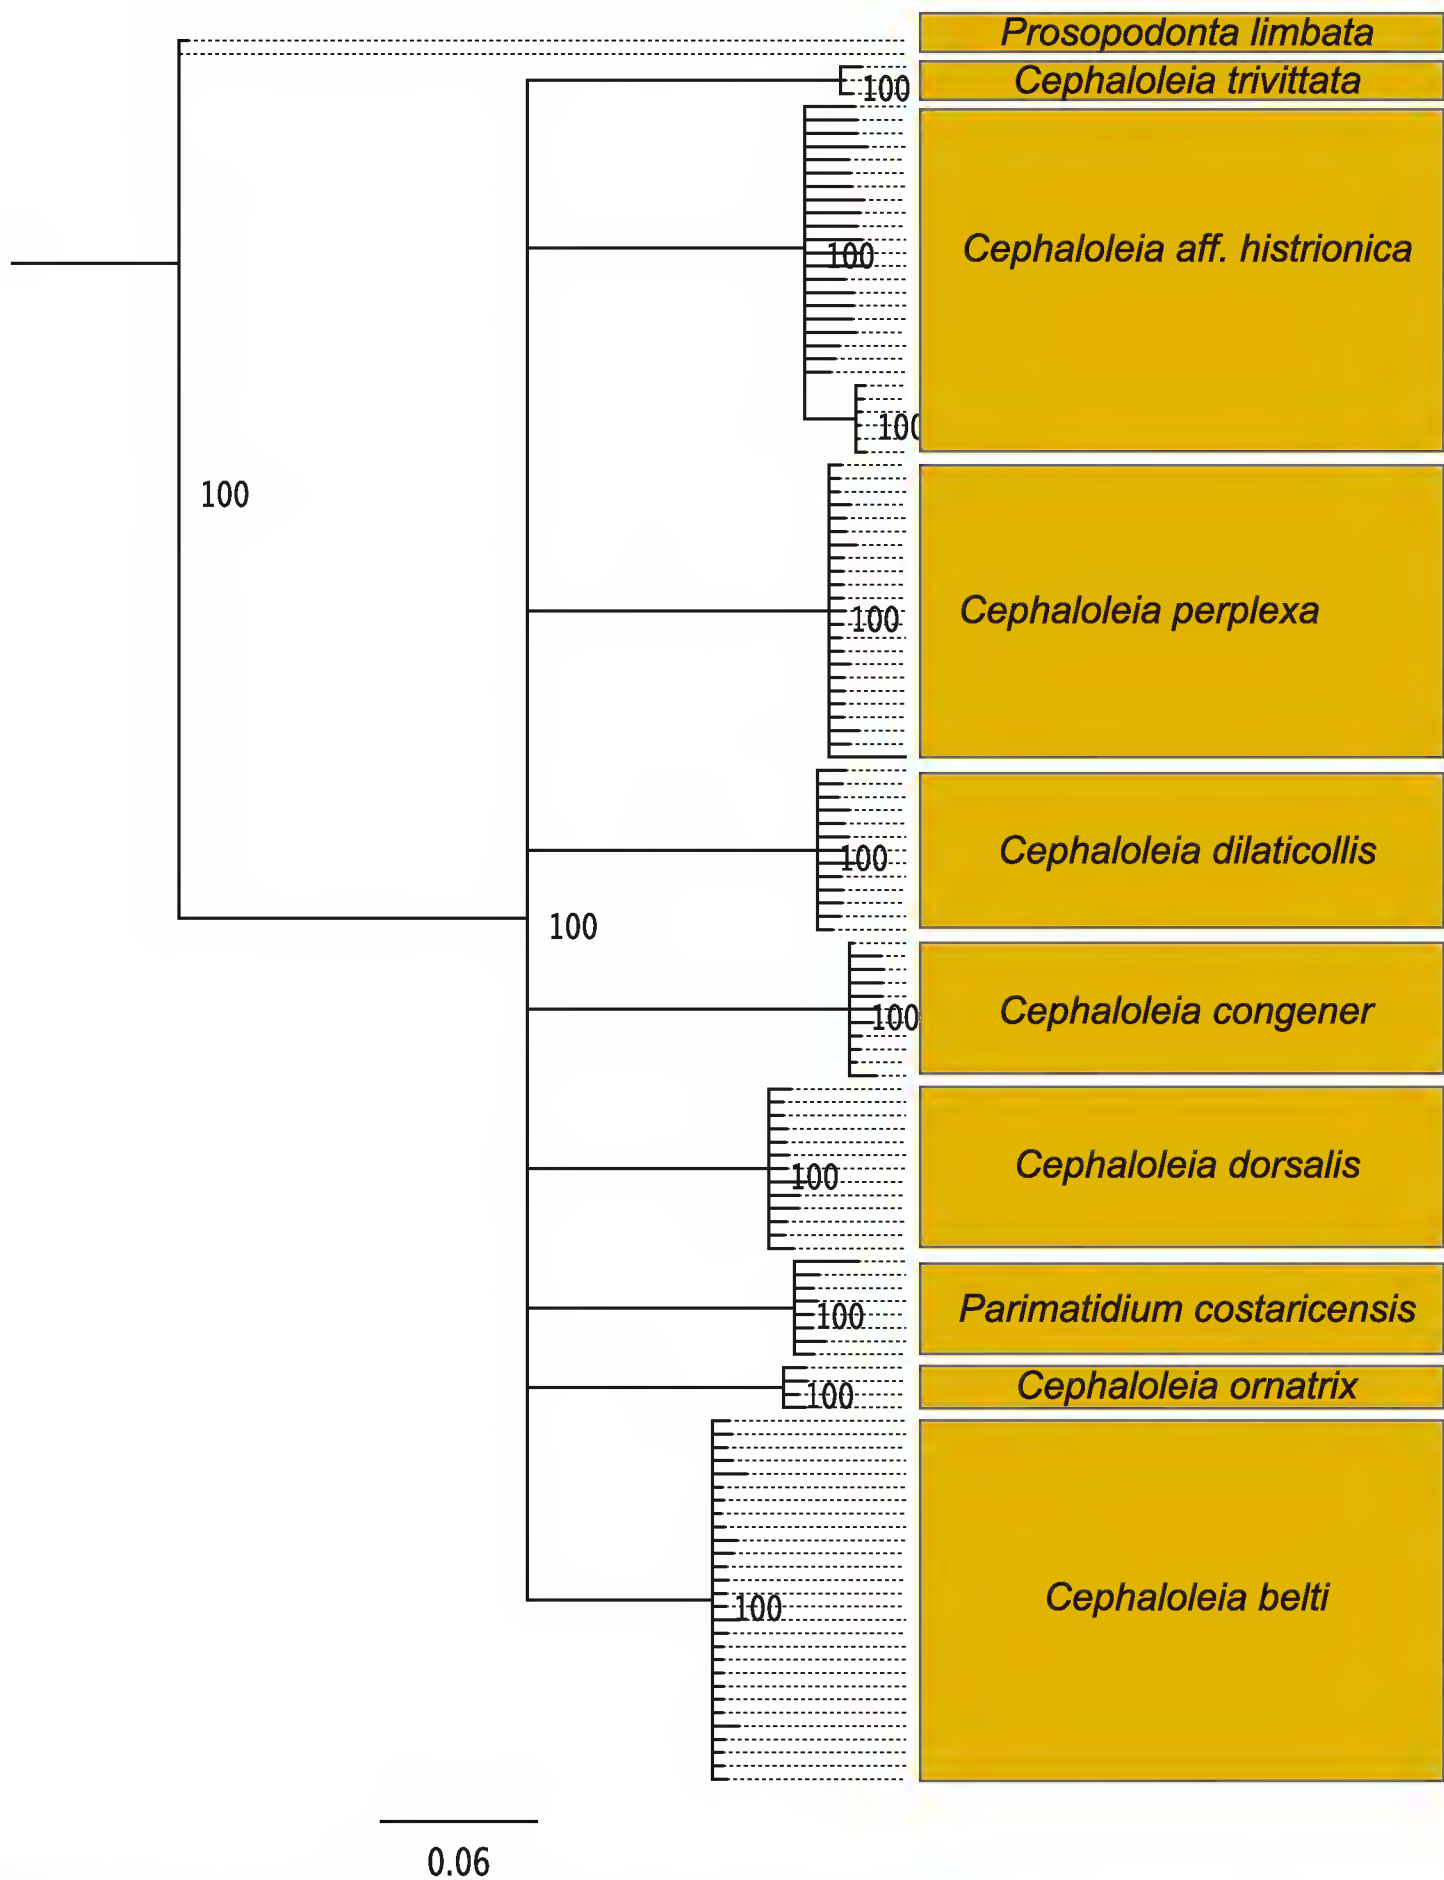 Prosopodonta limbata
Cephaloleia trivittata
100
Cephaloleia aff. histrionica
100
100
100
Cephaloleia perplexa
100
Cephaloleia dilaticollis
100
100
Cephaloleia congener
100
Cephaloleia dorsalis
100
Parimatidium costaricensis
100
Cephaloleia ornatrix
100
Cephaloleia belti
100
0.06